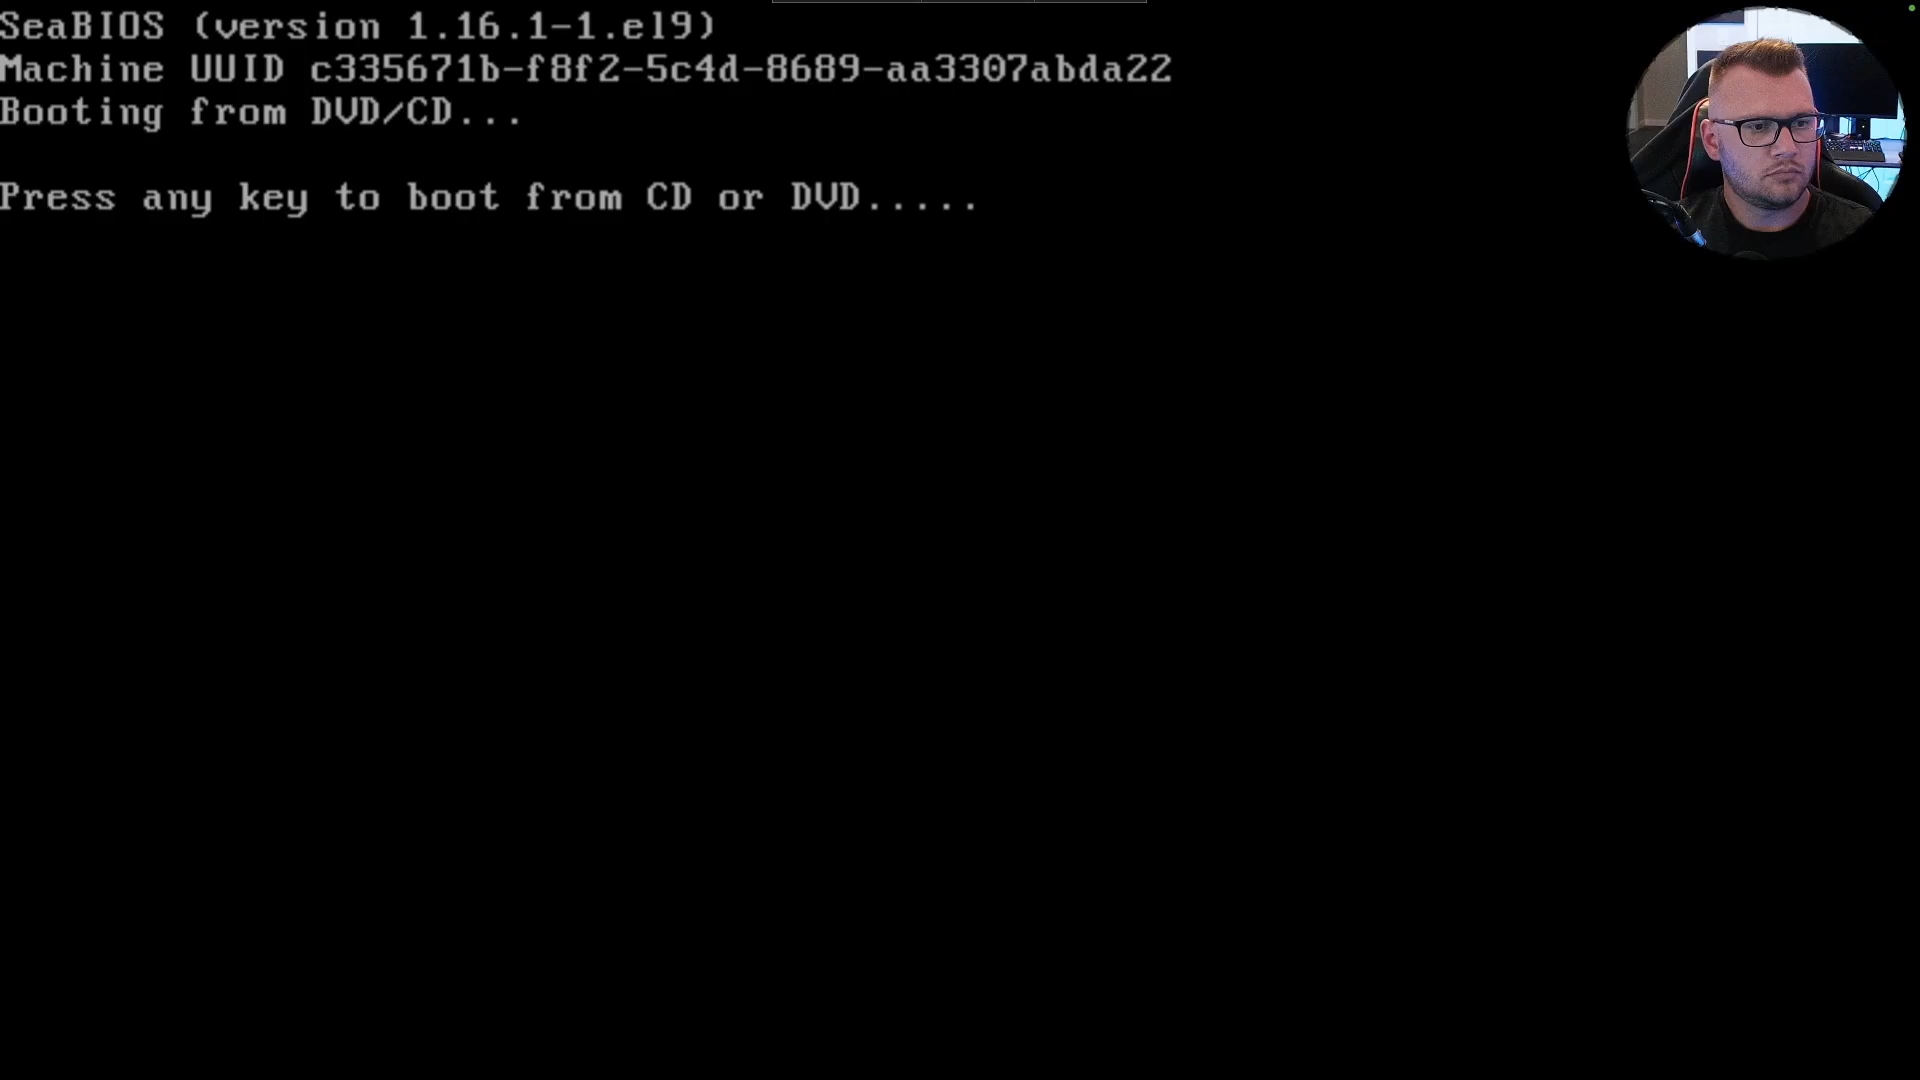 SeaBIOS (version 1.16.1-1.el9)
Machine UUID c335671b-f8f2-5c4d-8689-aa3307abda22
Booting from DVD/CD...
Press any key to boot from CD or DVD.....